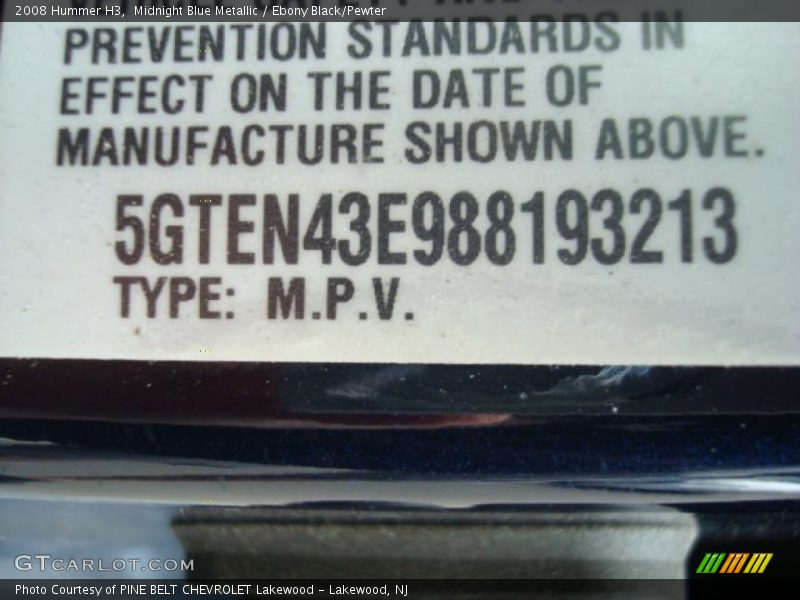 2008 Hummer H3,  Midnight Blue Metallic / Ebony Black/Pewter
PREVENTION STANDARDS IN
EFFECT ON THE DATE OF
MANUFACTURE SHOWN ABOVE.
5GTEN43E988193213
TYPE: M.P.V.
GTCARLOT.COM
Photo Courtesy of PINE BELT CHEVROLET Lakewood - Lakewood, NJ